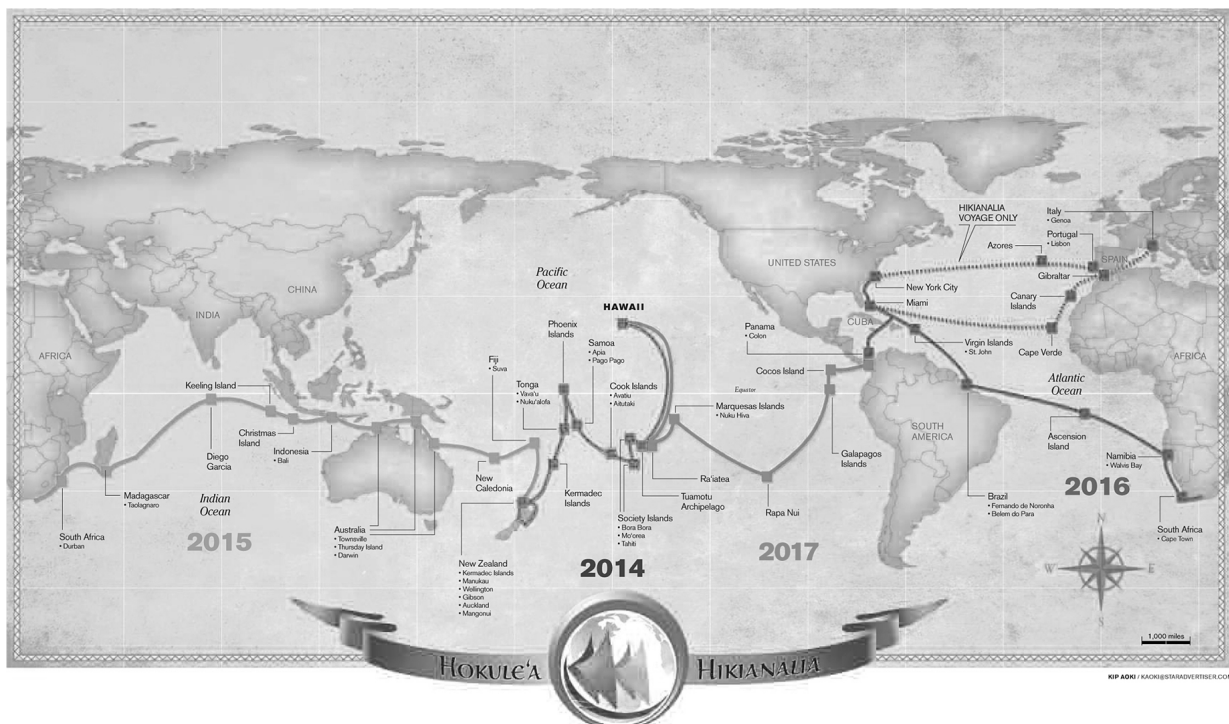 HIKIANALIA
VOYAGE ONLY
Italy
• Genoa
Portugal
• Lisbon
Azores
SPAIN
Gibraltar
UNITED STATES
New York City
Canary
Islands
Miami
CUBA
Cape Verde
Virgin Islands
• St. John
AFRICA
Atlantic
Ocean
Pacific
Ocean
CHINA
INDIA
AFRICA
HAWAII
Phoenix
Islands
Samoa
• Apia
• Pago Pago
Panama
• Colon
Fiji
• Suva
Tonga
• Vava'u
• Nuku'alofa
Cook Islands
• Avatiu
• Aitutaki
Cocos Island
Equator
Keeling Island
Marquesas Islands
• Nuku Hiva
SOUTH
AMERICA
Ascension
Island
Christmas
Island
Diego
Garcia
Indonesia
• Bali
Galapagos
Islands
Namibia
• Walvis Bay
New
Caledonia
Kermadec
Islands
Ra'iatea
Tuamotu
Archipelago
Rapa Nui
2016
Madagascar
• Taolagnaro
Indian
Ocean
Brazil
• Fernando de Noronha
• Belem do Para
South Africa
• Durban
2015
Australia
• Townsville
• Thursday Island
• Darwin
Society Islands
• Bora Bora
• Mo'orea
• Tahiti
South Africa
• Cape Town
2017
2014
New Zealand
• Kermadec Islands
• Manukau
• Wellington
• Gibson
• Auckland
• Mangonui
N
W
E
S
1,000 miles
HOKULE'A
HIKIANALIA
KIP AOKI / KAOKI@STARADVERTISER.COM